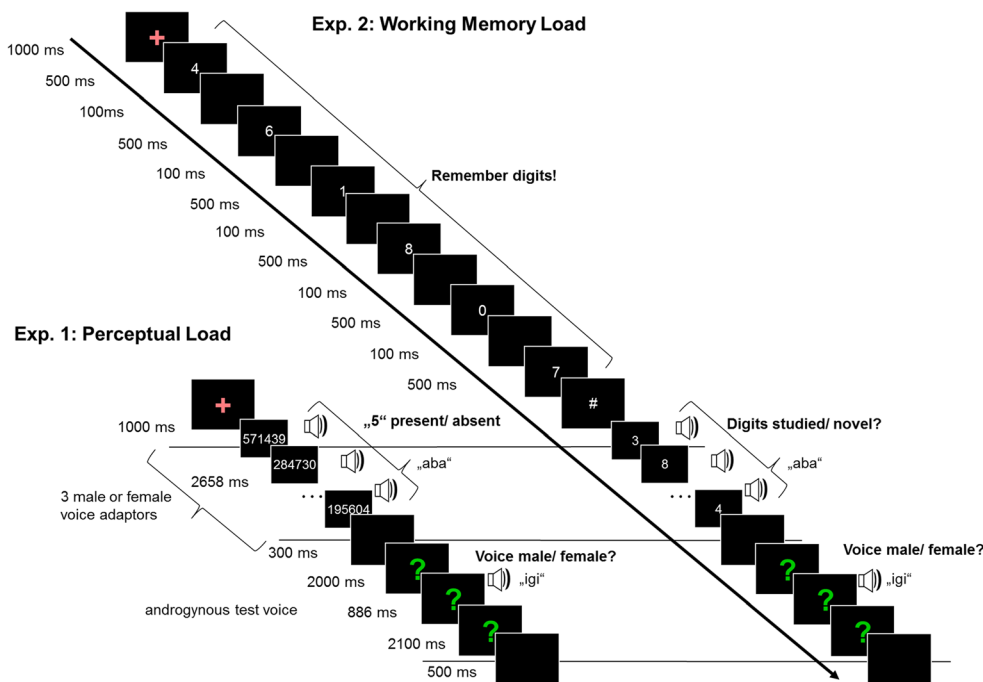 Exp. 2: Working Memory Load
1000 ms
4
500 ms
100ms
6
500 ms
100 ms
Remember digits!
1
500 ms
100 ms
8
500 ms
100 ms
0
500 ms
Exp. 1: Perceptual Load
100 ms
7
500 ms
#
1000 ms
„5“ present/ absent
Digits studied/ novel?
571439
3
284730
„aba“
8
„aba“
2658 ms
3 male or female
voice adaptors
...
195604
...
4
300 ms
Voice male/ female?
Voice male/ female?
2000 ms
?
„igi“
?
„igi“
androgynous test voice
886 ms
?
?
2100 ms
?
?
500 ms